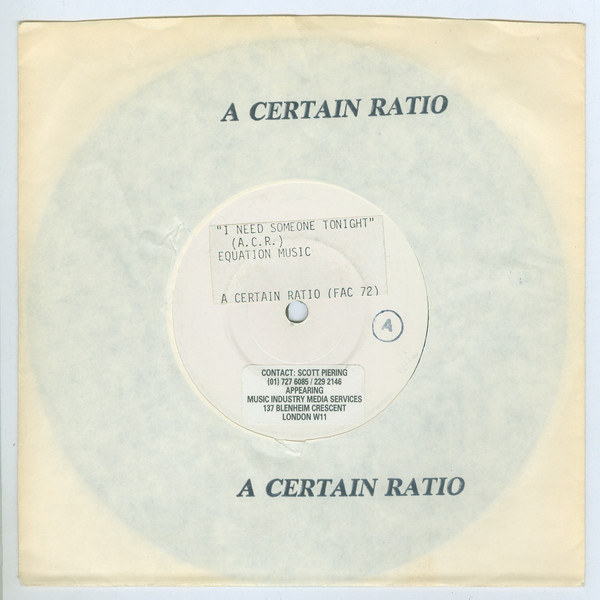 A CERTAIN RATIO
"I NEED SOMEONE TONIGHT"
(A.C.R.)
EQUATION MUSIC
A CERTAIN RATIO (FAC 72)
A
CONTACT: SCOTT PIERING
(01) 727 6085 / 229 2146
APPEARING
MUSIC INDUSTRY MEDIA SERVICES
137 BLENHEIM CRESCENT
LONDON W11
A CERTAIN RATIO